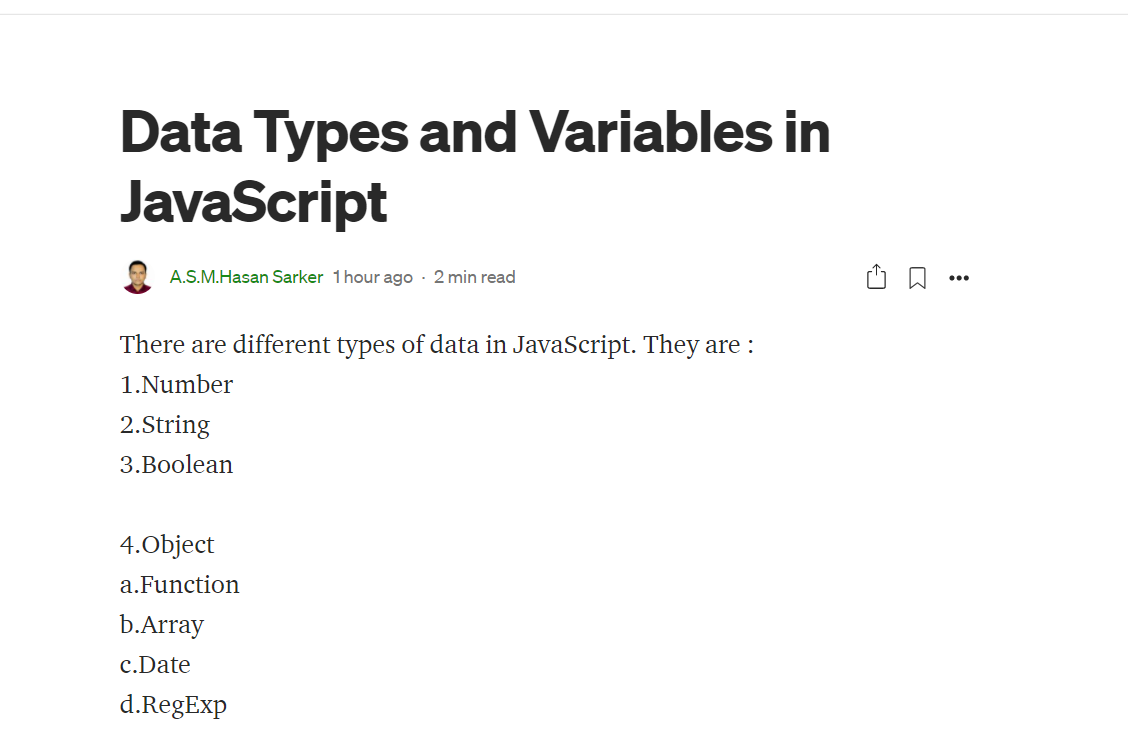 Data Types and Variables in
JavaScript
A.S.M.Hasan Sarker 1 hour ago · 2 min read
There are different types of data in JavaScript. They are :
1.Number
2.String
3.Boolean
4.Object
a.Function
b.Array
c.Date
d.RegExp